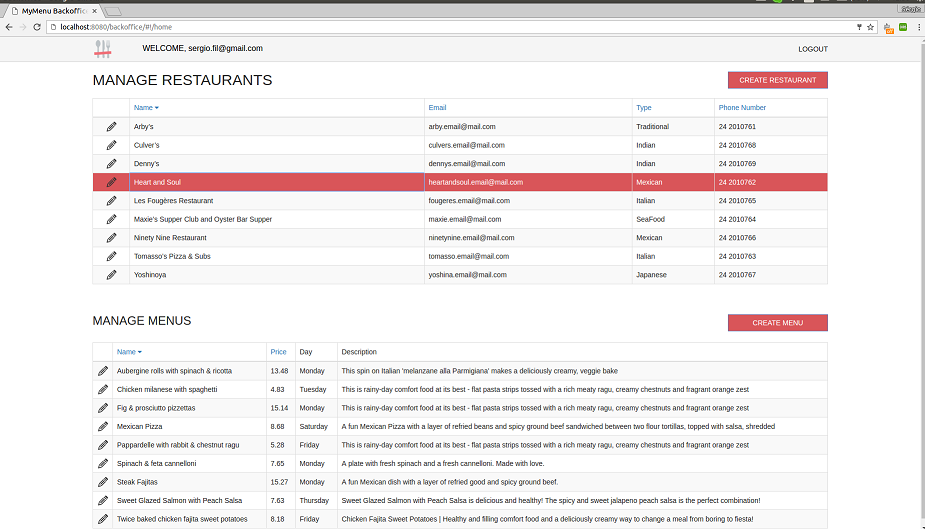 MyMenu Backoffice
Sérgio
localhost:8080/backoffice/#!/home
WELCOME, sergio.fil@gmail.com LOGOUT
MANAGE RESTAURANTS CREATE RESTAURANT
Name Email Type Phone Number
Arby's arby.email@mail.com Traditional 24 2010761
Culver's culvers.email@mail.com Indian 24 2010768
Denny's dennys.email@mail.com Indian 24 2010769
Heart and Soul heartandsoul.email@mail.com Mexican 24 2010762
Les Fougères Restaurant fougeres.email@mail.com Italian 24 2010765
Maxie's Supper Club and Oyster Bar Supper maxie.email@mail.com SeaFood 24 2010764
Ninety Nine Restaurant ninetynine.email@mail.com Mexican 24 2010766
Tomasso's Pizza & Subs tomasso.email@mail.com Italian 24 2010763
Yoshinoya yoshina.email@mail.com Japanese 24 2010767
MANAGE MENUS CREATE MENU
Name Price Day Description
Aubergine rolls with spinach & ricotta 13.48 Monday This spin on Italian 'melanzane alla Parmigiana' makes a deliciously creamy, veggie bake
Chicken milanese with spaghetti 4.83 Tuesday This is rainy-day comfort food at its best - flat pasta strips tossed with a rich meaty ragu, creamy chestnuts and fragrant orange zest
Fig & prosciutto pizzettas 15.14 Monday This is rainy-day comfort food at its best - flat pasta strips tossed with a rich meaty ragu, creamy chestnuts and fragrant orange zest
Mexican Pizza 8.68 Saturday A fun Mexican Pizza with a layer of refried beans and spicy ground beef sandwiched between two flour tortillas, topped with salsa, shredded
Pappardelle with rabbit & chestnut ragu 5.28 Friday This is rainy-day comfort food at its best - flat pasta strips tossed with a rich meaty ragu, creamy chestnuts and fragrant orange zest
Spinach & feta cannelloni 7.65 Monday A plate with fresh spinach and a fresh cannelloni. Made with love.
Steak Fajitas 15.27 Monday A fun Mexican dish with a layer of refried good and spicy ground beef.
Sweet Glazed Salmon with Peach Salsa 7.63 Thursday Sweet Glazed Salmon with Peach Salsa is delicious and healthy! The spicy and sweet jalapeno peach salsa is the perfect combination!
Twice baked chicken fajita sweet potatoes 8.18 Friday Chicken Fajita Sweet Potatoes | Healthy and filling comfort food and a deliciously creamy way to change a meal from boring to fiesta!